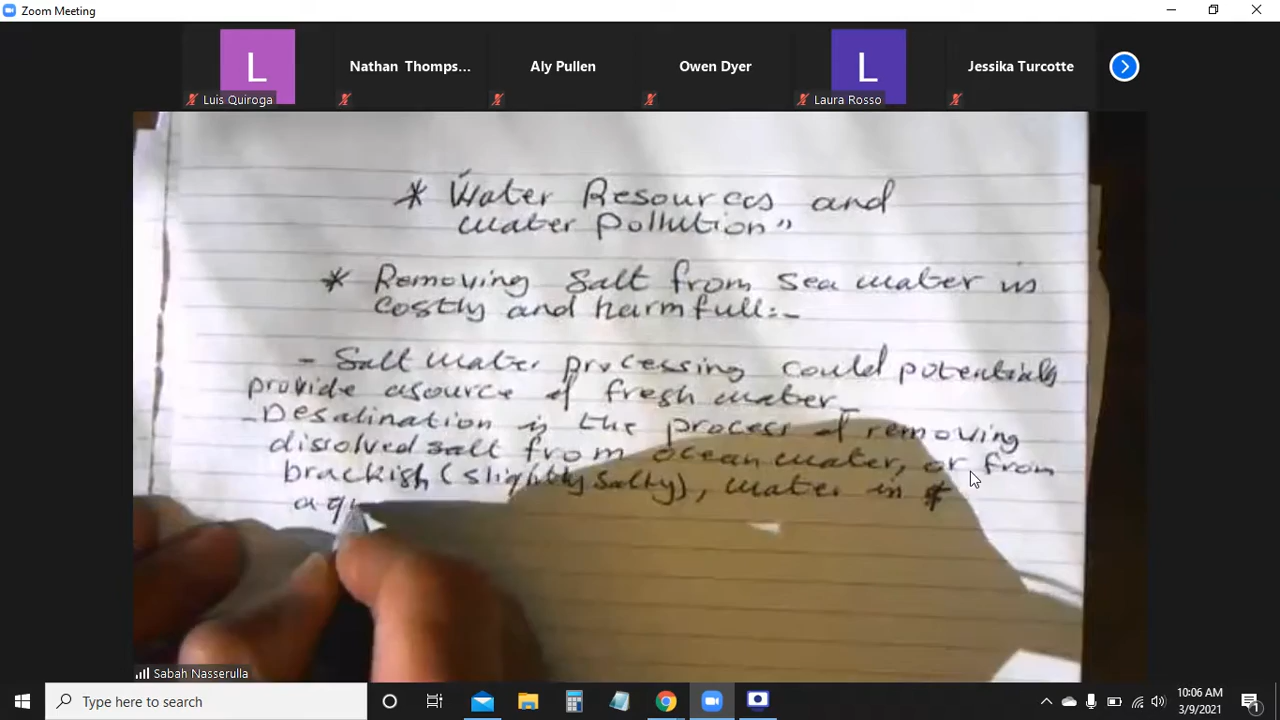 Zoom Meeting
L
Nathan Thomps...
Aly Pullen
Owen Dyer
L
Jessika Turcotte
Luis Quiroga
Laura Rosso
* "Water Resources and
water Pollution"
* Removing Salt from Sea water is
costly and harmfull:-
- Salt water processing could potentially
provide a source of fresh water_
- Desalination is the process of removing
dissolved salt from ocean water, or from
brackish (slightly salty), water in
aqu
Sabah Nasserulla
Type here to search
10:06 AM
3/9/2021
1